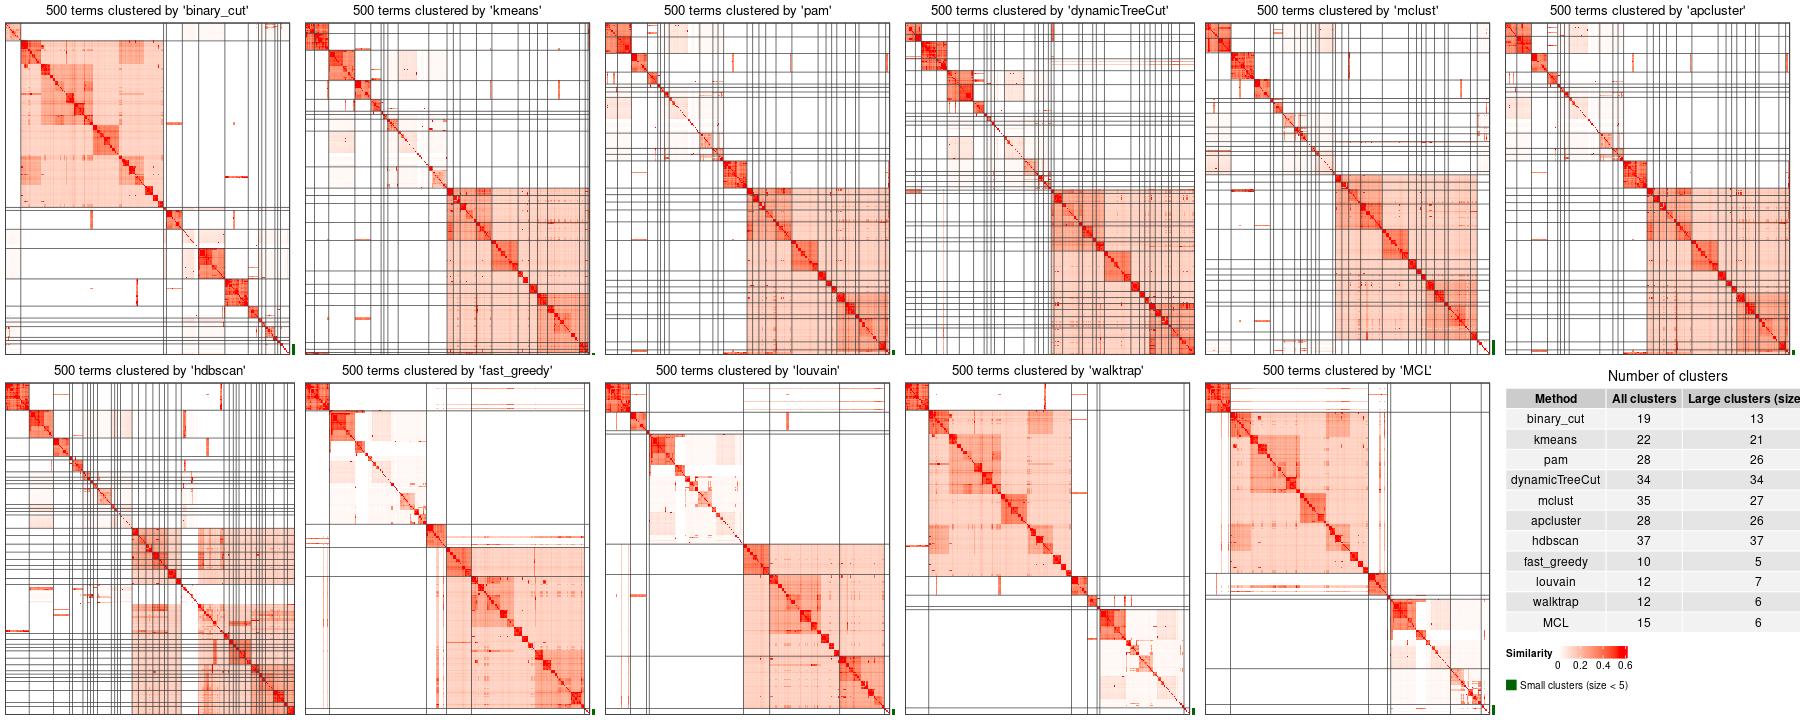 500 terms clustered by 'binary_cut'
500 terms clustered by 'kmeans'
500 terms clustered by 'pam'
500 terms clustered by 'dynamicTreeCut'
500 terms clustered by 'mclust'
500 terms clustered by 'apcluster'
500 terms clustered by 'hdbscan'
500 terms clustered by 'fast_greedy'
500 terms clustered by 'louvain'
500 terms clustered by 'walktrap'
500 terms clustered by 'MCL'
Number of clusters
Method All clusters Large clusters (size
binary_cut 19 13
kmeans 22 21
pam 28 26
dynamicTreeCut 34 34
mclust 35 27
apcluster 28 26
hdbscan 37 37
fast_greedy 10 5
louvain 12 7
walktrap 12 6
MCL 15 6
Similarity
0 0.2 0.4 0.6
Small clusters (size < 5)